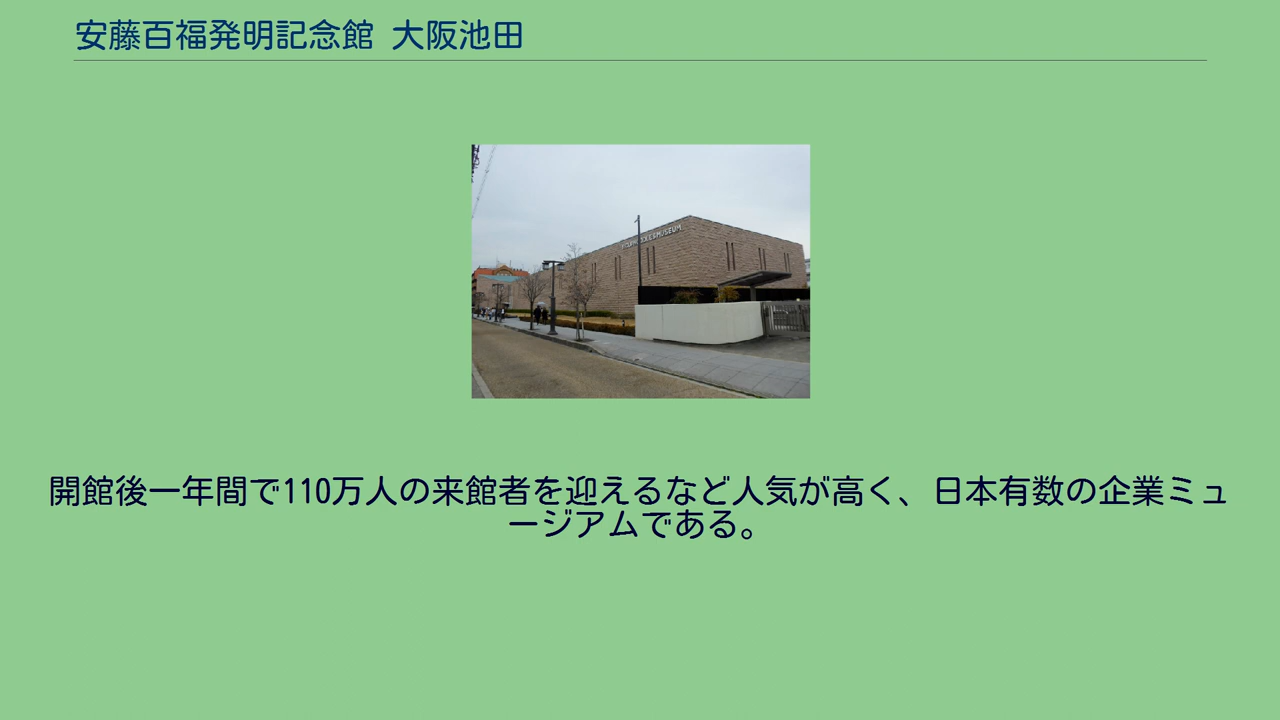 安藤百福発明記念館 大阪池田
開館後一年間で110万人の来館者を迎えるなど人気が高く、日本有数の企業ミュ
ージアムである。